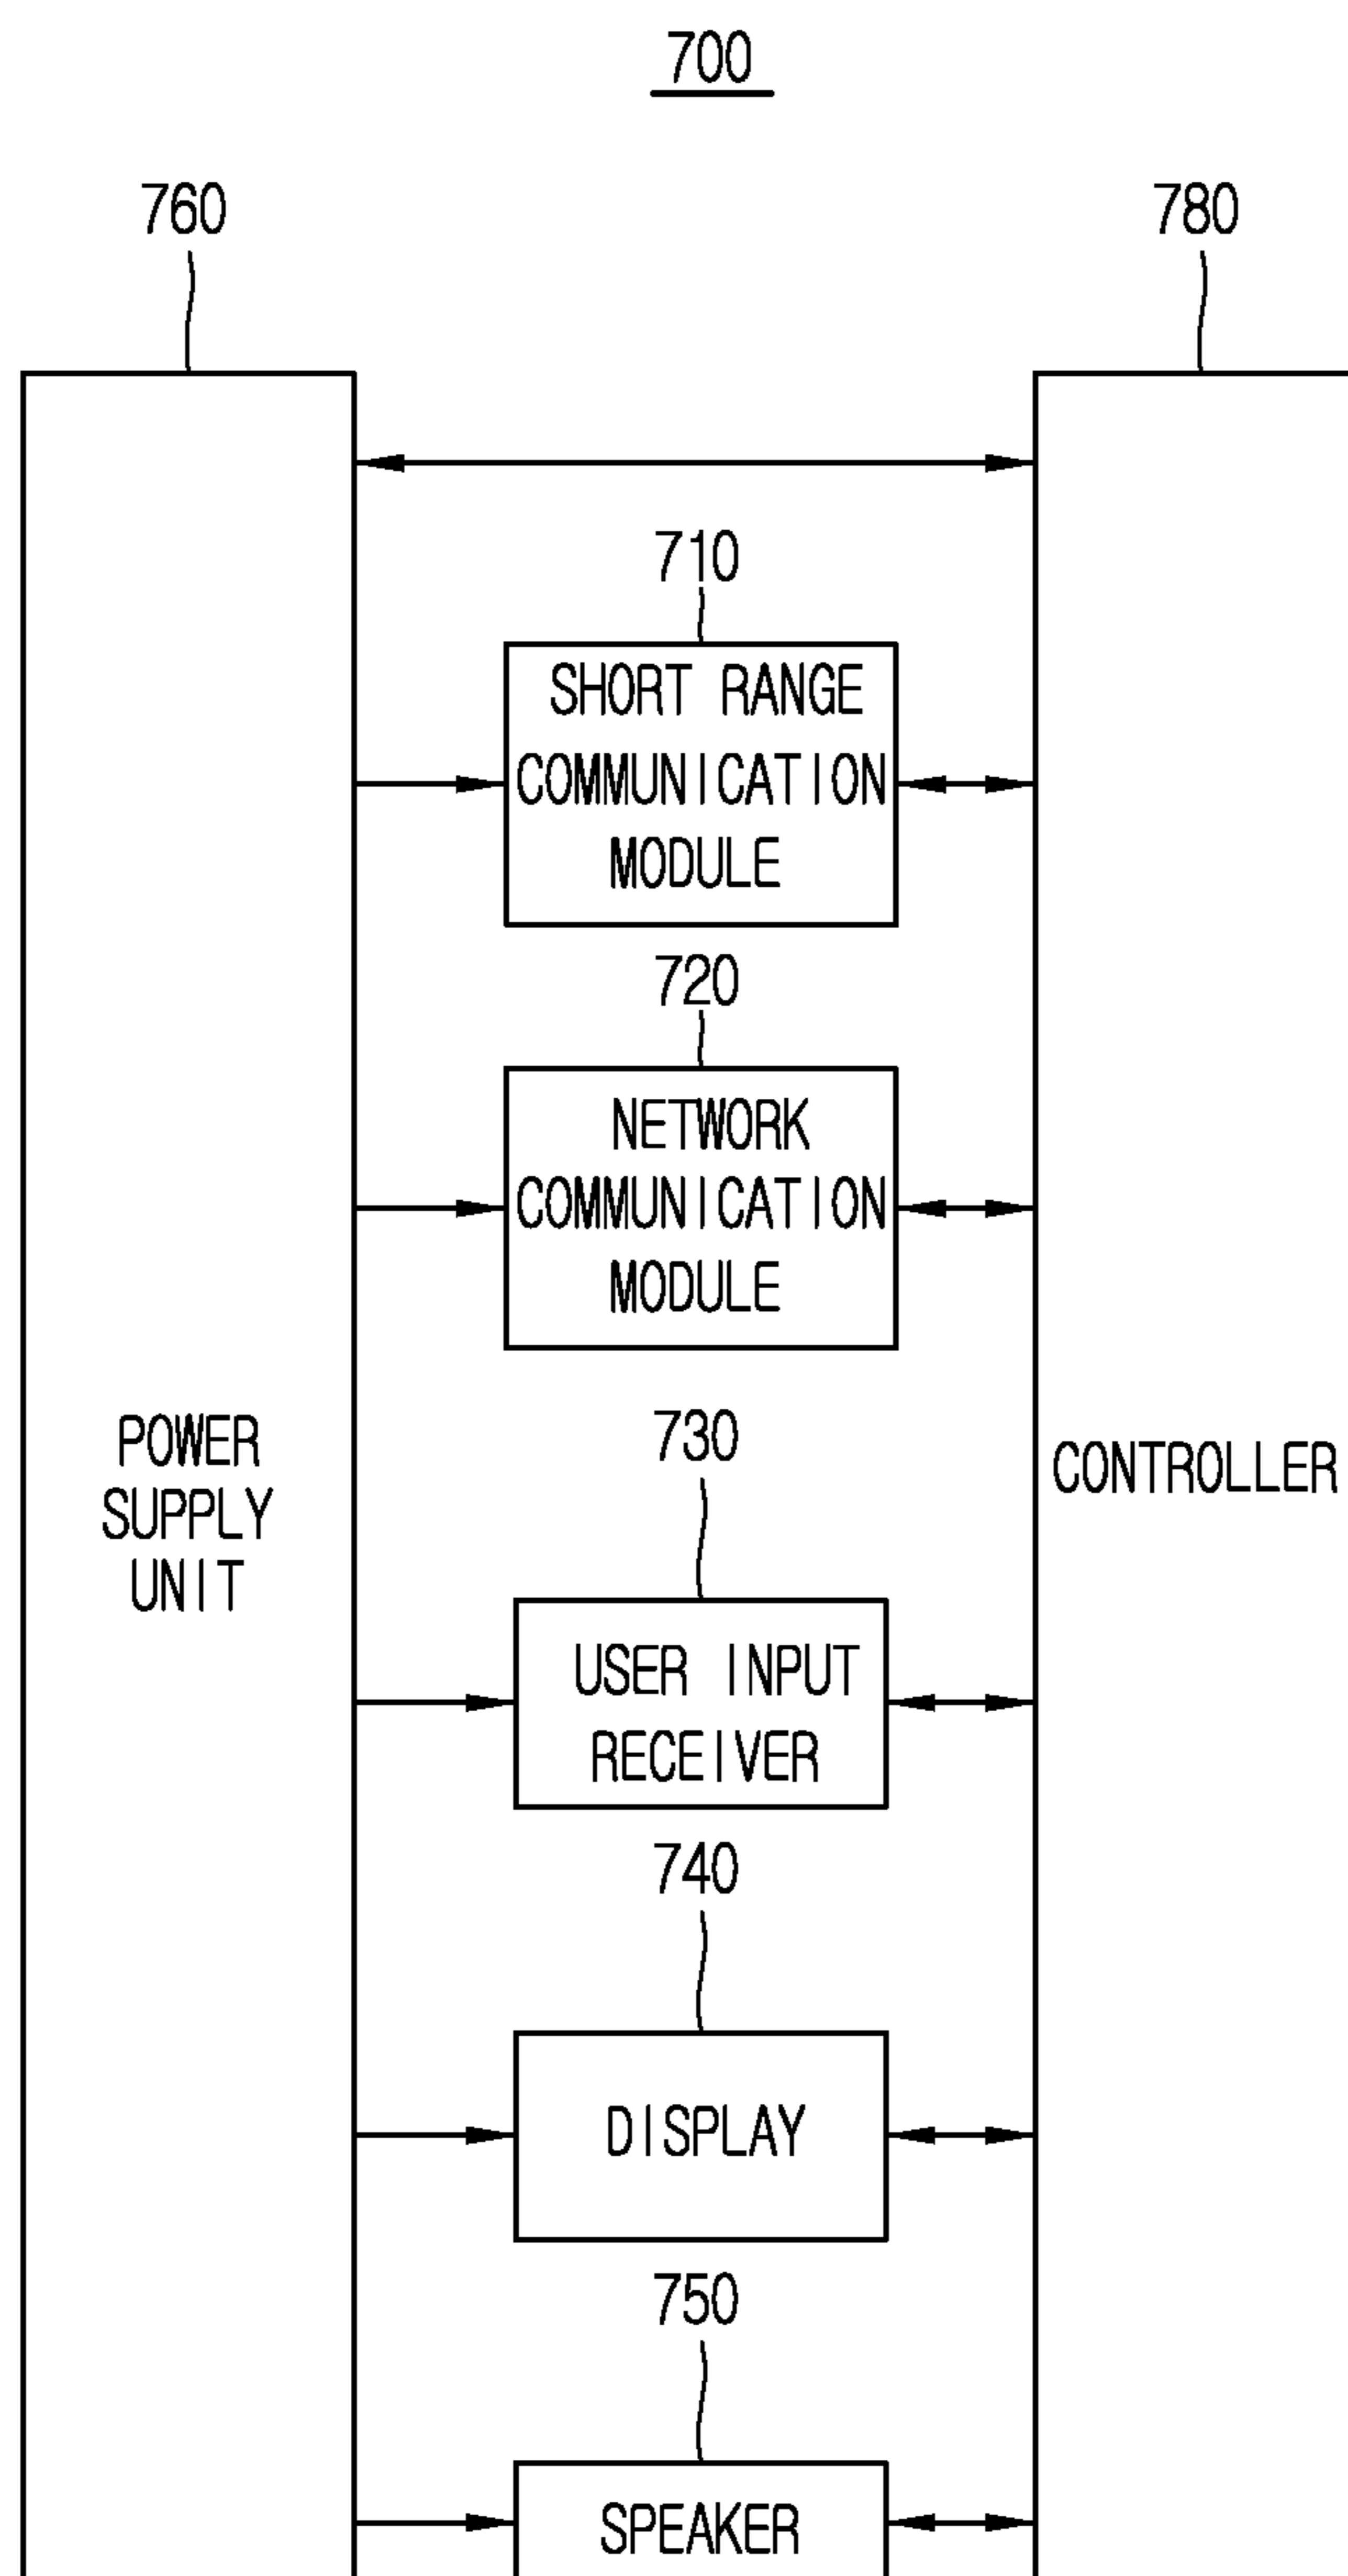 700
760
780
710
SHORT RANGE
COMMUNICATION
MODULE
720
NETWORK
COMMUNICATION
MODULE
POWER
SUPPLY
UNIT
730
CONTROLLER
USER INPUT
RECEIVER
740
DISPLAY
750
SPEAKER